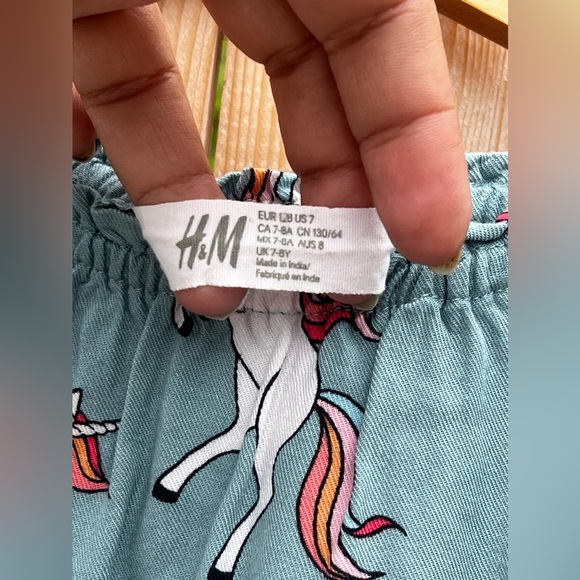 H&M
EUR 128 US 7
CA 7-8A CN 130/64
MX 7-8A AUS 8
UK 7-8Y
Made in India/
Fabriqué en Inde